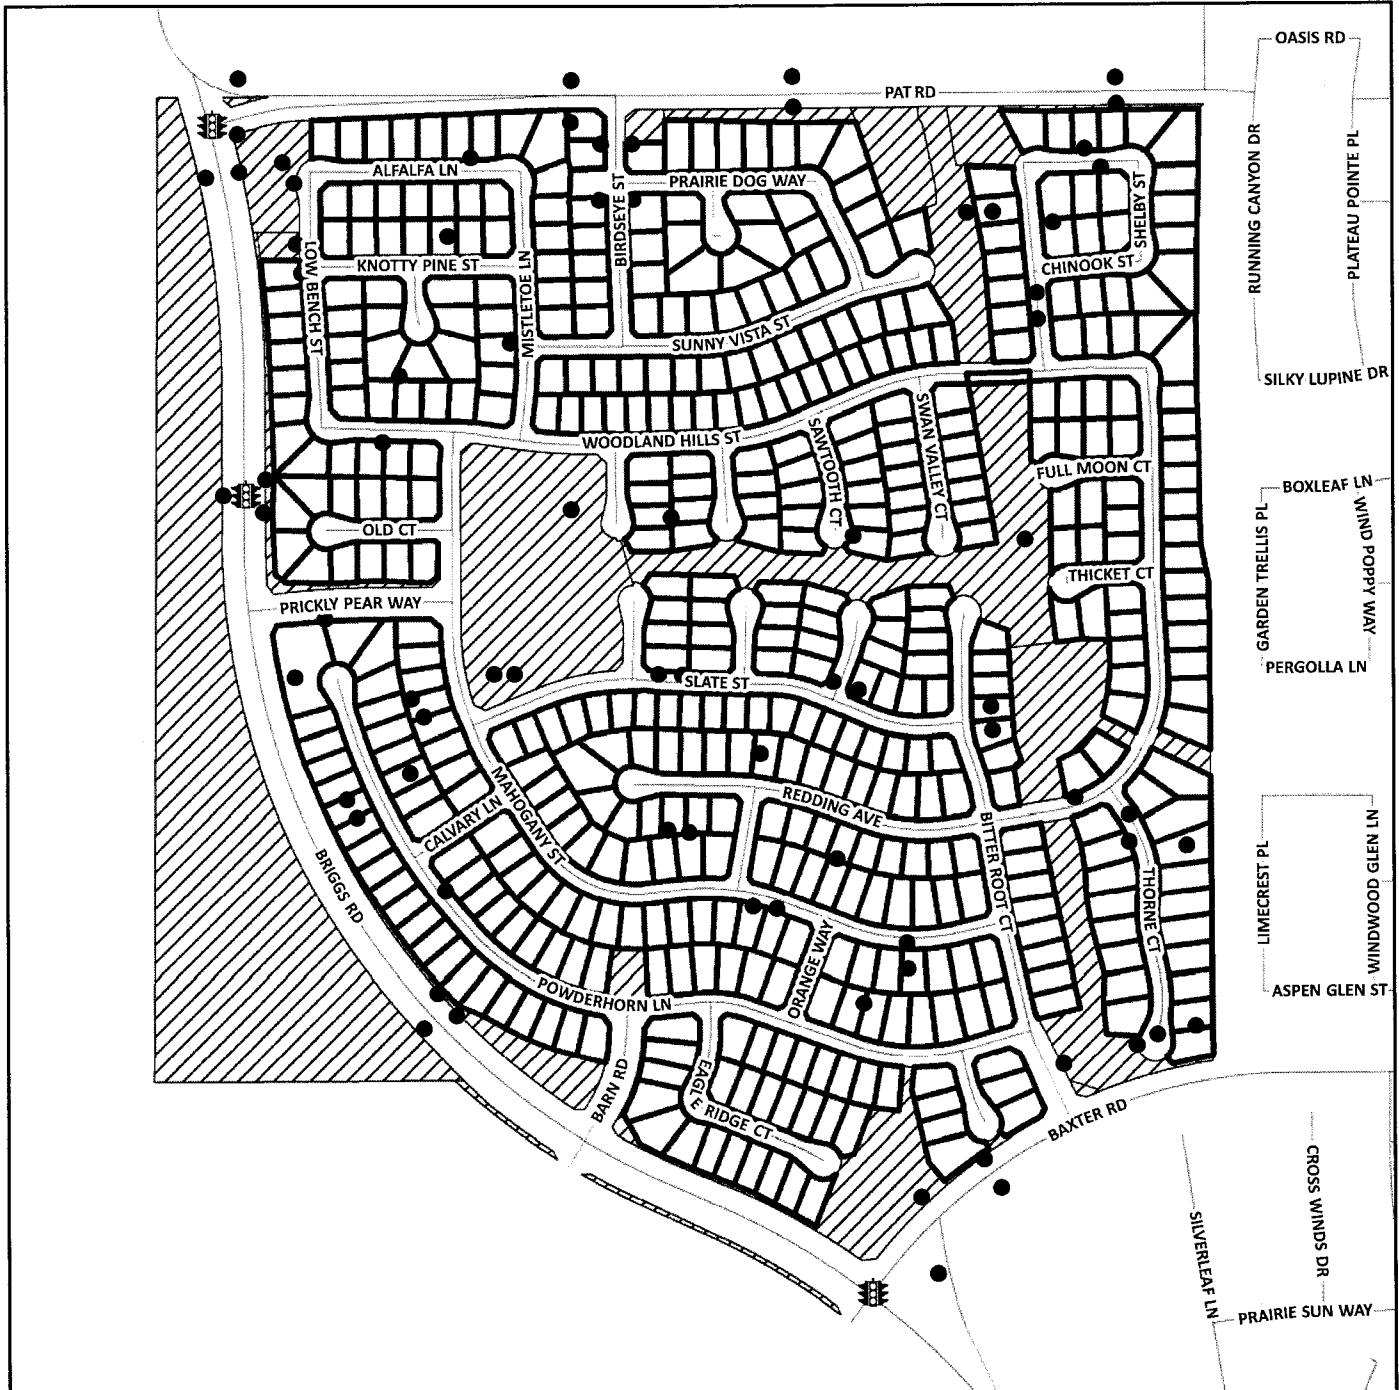 OASIS RD
PAT RD
RUNNING CANYON DR
PLATEAU POINTE PL
ALFALFA LN
PRAIRIE DOG WAY
BIRDSEYE ST
SHELBY ST
LOW BENCH ST
KNOTTY PINE ST
MISTLETOE LN
CHINOOK ST
SUNNY VISTA ST
SILKY LUPINE DR
WOODLAND HILLS ST
SAWTOOTH CT
SWAN VALLEY CT
FULL MOON CT
BOXLEAF LN
OLD CT
GARDEN TRELLIS PL
WIND POPPY WAY
THICKET CT
PRICKLY PEAR WAY
PERGOLLA LN
SLATE ST
MAHOGANY ST
CALVARY LN
REDDING AVE
BITTER ROOT CT
BRIGGS RD
THORNE CT
LIMECREST PL
WINDWOOD GLEN LN
ORANGE WAY
POWDERHORN LN
ASPEN GLEN ST
BARN RD
EAGLE RIDGE CT
BAXTER RD
SILVERLEAF LN
CROSS WINDS DR
PRAIRIE SUN WAY